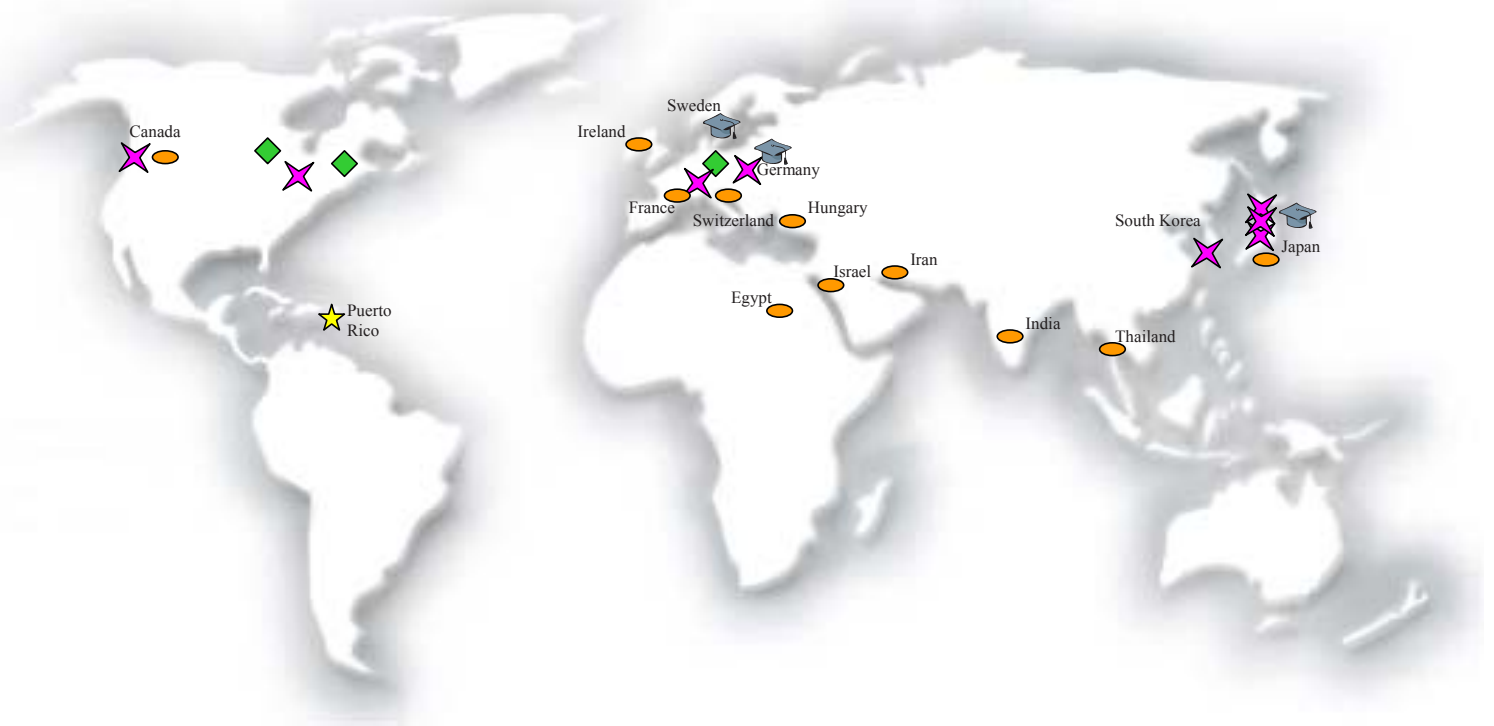 Sweden
Canada
Ireland
Germany
France
Hungary
Switzerland
South Korea
Japan
Iran
Israel
Egypt
Puerto
Rico
India
Thailand